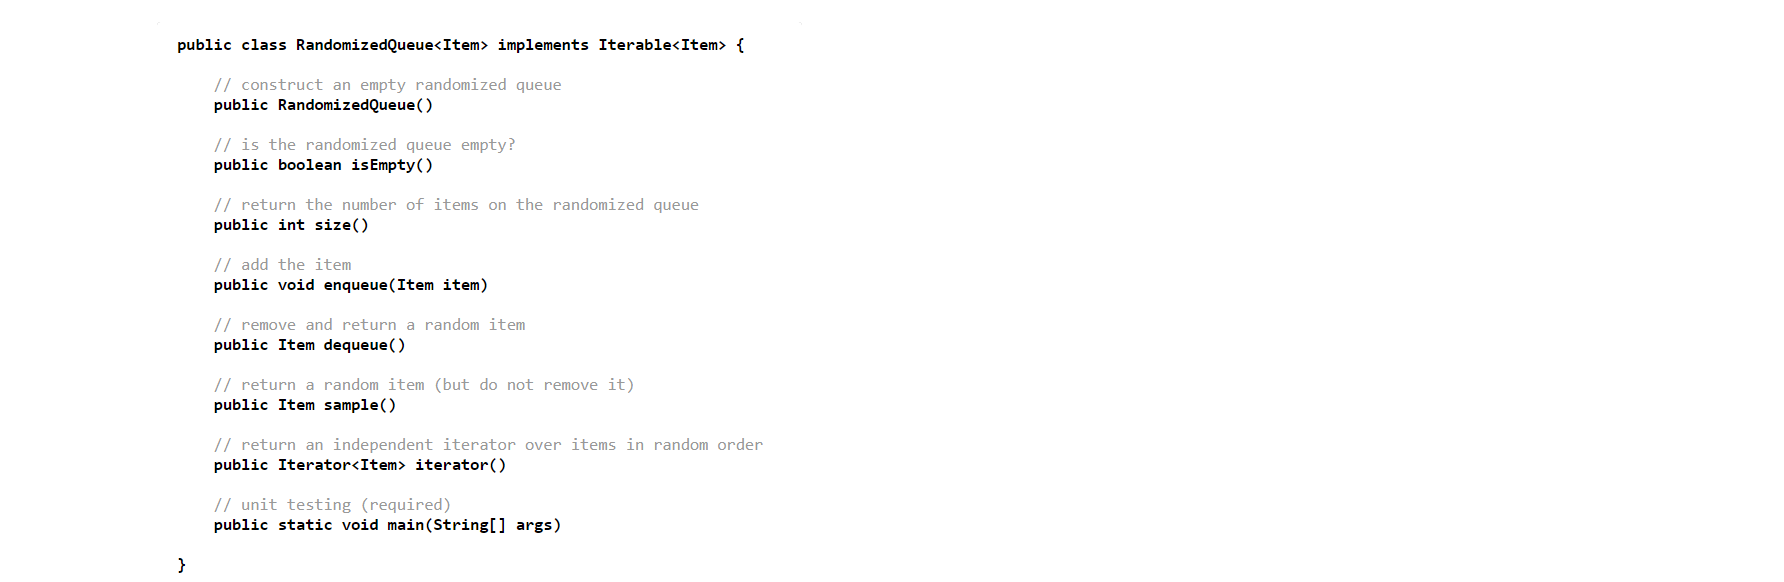 public class RandomizedQueue<Item> implements Iterable<Item> {
// construct an empty randomized queue
public RandomizedQueue()
// is the randomized queue empty?
public boolean isEmpty()
// return the number of items on the randomized queue
public int size()
// add the item
public void enqueue(Item item)
// remove and return a random item
public Item dequeue()
// return a random item (but do not remove it)
public Item sample()
// return an independent iterator over items in random order
public Iterator<Item> iterator()
// unit testing (required)
public static void main(String[] args)
}